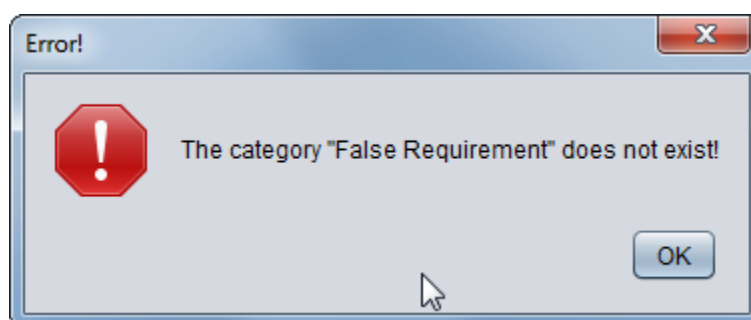 Error!
The category "False Requirement" does not exist!
OK